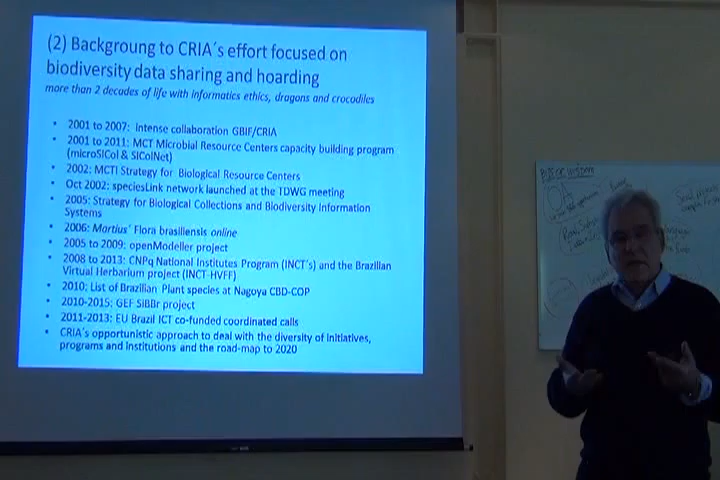 (2) Backgroung to CRIA´s effort focused on
biodiversity data sharing and hoarding
more than 2 decades of life with informatics ethics, dragons and crocodiles
• 2001 to 2007: Intense collaboration GBIF/CRIA
• 2001 to 2011: MCT Microbial Resource Centers capacity building program
(microSICol & SIColNet)
• 2002: MCTI Strategy for Biological Resource Centers
• Oct 2002: speciesLink network launched at the TDWG meeting
• 2005: Strategy for Biological Collections and Biodiversity Information
Systems
• 2006: Martius´ Flora brasiliensis online
• 2005 to 2009: openModeller project
• 2008 to 2013: CNPq National Institutes Program (INCT´s) and the Brazilian
Virtual Herbarium project (INCT-HVFF)
• 2010: List of Brazilian Plant species at Nagoya CBD-COP
• 2010-2015: GEF SiBBr project
• 2011-2013: EU Brazil ICT co-funded coordinated calls
• CRIA's opportunistic approach to deal with the diversity of initiatives,
programs and institutions and the road-map to 2020
OA